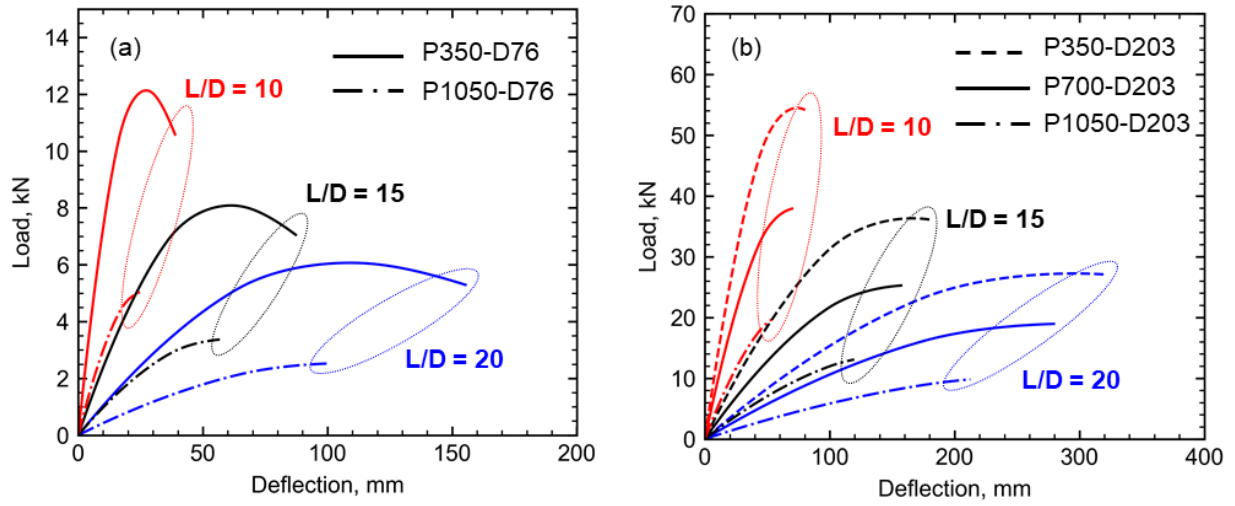 (a)
P350-D76
P1050-D76
L/D = 10
L/D = 15
L/D = 20
14
12
10
8
6
4
2
0
Load, kN
0 50 100 150 200
Deflection, mm
(b)
P350-D203
P700-D203
P1050-D203
L/D = 10
L/D = 15
L/D = 20
70
60
50
40
30
20
10
0
Load, kN
0 100 200 300 400
Deflection, mm